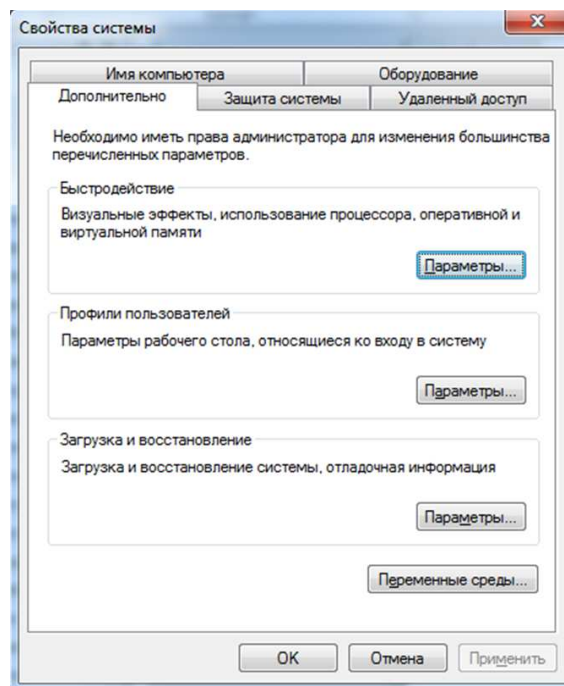 Свойства системы
Имя компьютера
Оборудование
Дополнительно
Защита системы
Удаленный доступ
Необходимо иметь права администратора для изменения большинства
перечисленных параметров.
Быстродействие
Визуальные эффекты, использование процессора, оперативной и
виртуальной памяти
Параметры...
Профили пользователей
Параметры рабочего стола, относящиеся ко входу в систему
Параметры...
Загрузка и восстановление
Загрузка и восстановление системы, отладочная информация
Параметры...
Переменные среды...
OK
Отмена
Применить